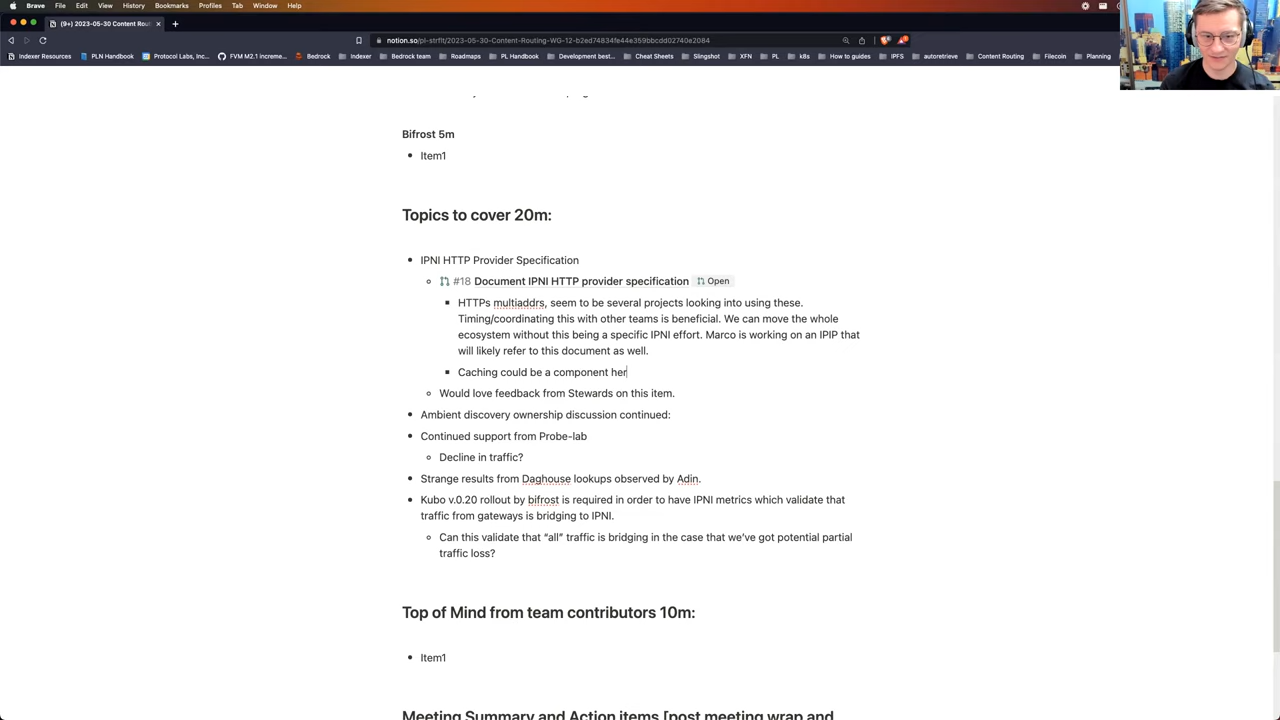 Brave File Edit View History Bookmarks Profiles Tab Window Help
(9+) 2023-05-30 Content Rou
notion.so/pl-strflt/2023-05-30-Content-Routing-WG-12-b2ed74834fe44e359bbcdd02740e2084
Indexer Resources PLN Handbook Protocol Labs, Inc... FVM M2.1 increme... Bedrock Indexer Bedrock team Roadmaps PL Handbook Development best... Cheat Sheets Slingshot XFN PL k8s How to guides IPFS autoretrieve Content Routing Filecoin Planning
Bifrost 5m
Item1
Topics to cover 20m:
IPNI HTTP Provider Specification
#18 Document IPNI HTTP provider specification Open
HTTPs multiaddrs, seem to be several projects looking into using these.
Timing/coordinating this with other teams is beneficial. We can move the whole
ecosystem without this being a specific IPNI effort. Marco is working on an IPIP that
will likely refer to this document as well.
Caching could be a component her
Would love feedback from Stewards on this item.
Ambient discovery ownership discussion continued:
Continued support from Probe-lab
Decline in traffic?
Strange results from Daghouse lookups observed by Adin.
Kubo v.0.20 rollout by bifrost is required in order to have IPNI metrics which validate that
traffic from gateways is bridging to IPNI.
Can this validate that “all” traffic is bridging in the case that we’ve got potential partial
traffic loss?
Top of Mind from team contributors 10m:
Item1
Meeting Summary and Action items [post meeting wrap and